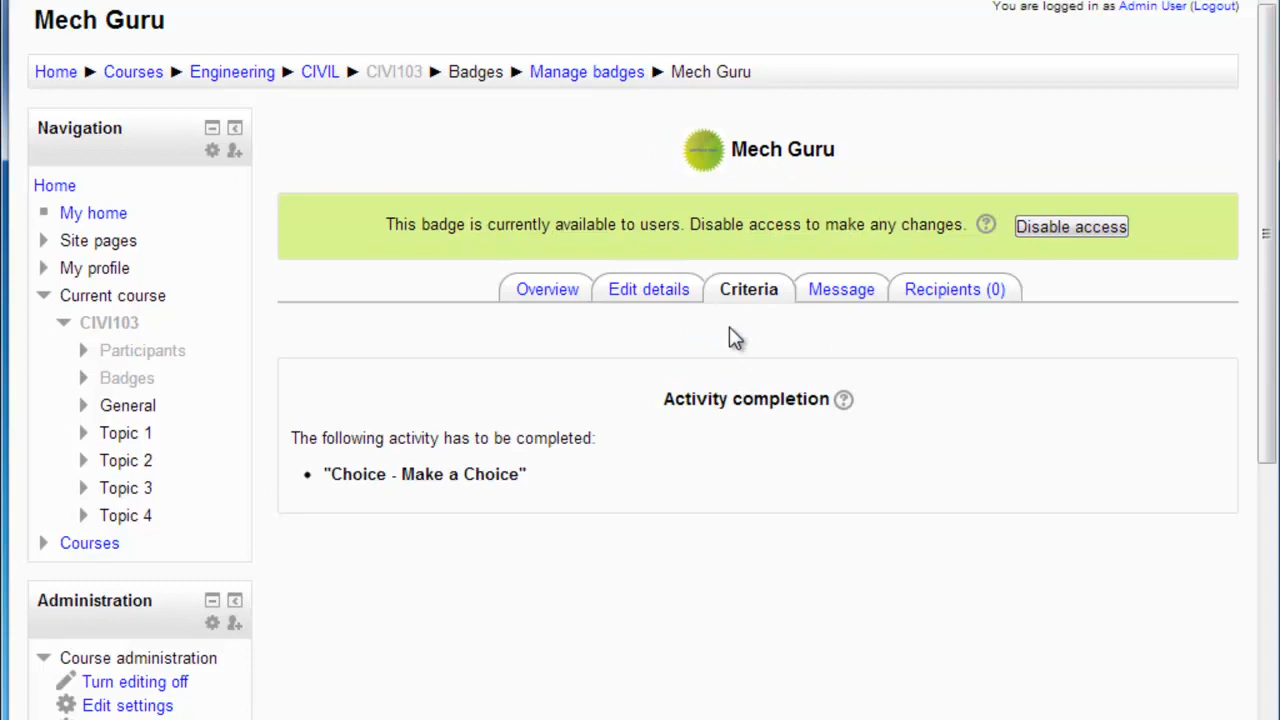 You are logged in as Admin User (Logout)
Mech Guru
Home ► Courses ► Engineering ► CIVIL ► CIVI103 ► Badges ► Manage badges ► Mech Guru
Navigation
Home
My home
Site pages
My profile
Current course
CIVI103
Participants
Badges
General
Topic 1
Topic 2
Topic 3
Topic 4
Courses
Administration
Course administration
Turn editing off
Edit settings
Mech Guru
This badge is currently available to users. Disable access to make any changes. Disable access
Overview Edit details Criteria Message Recipients (0)
Activity completion
The following activity has to be completed:
• "Choice - Make a Choice"